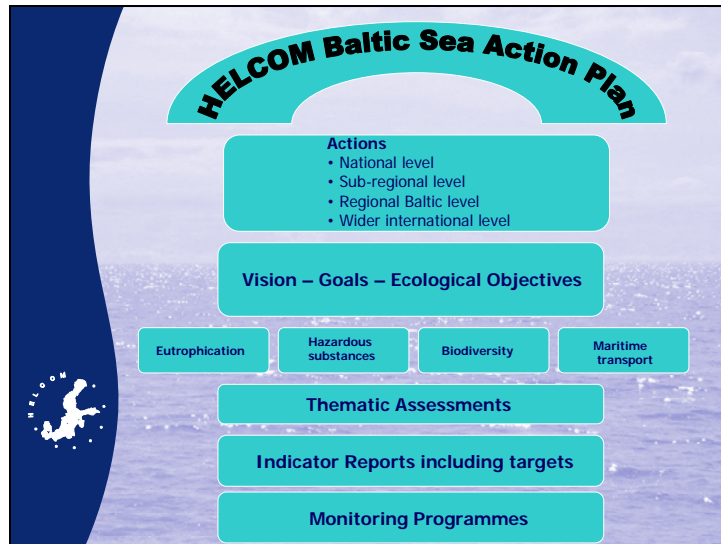 HELCOM Baltic Sea Action Plan
Actions
• National level
• Sub-regional level
• Regional Baltic level
• Wider international level
Vision – Goals – Ecological Objectives
Eutrophication
Hazardous
substances
Biodiversity
Maritime
transport
Thematic Assessments
Indicator Reports including targets
Monitoring Programmes
HELCOM